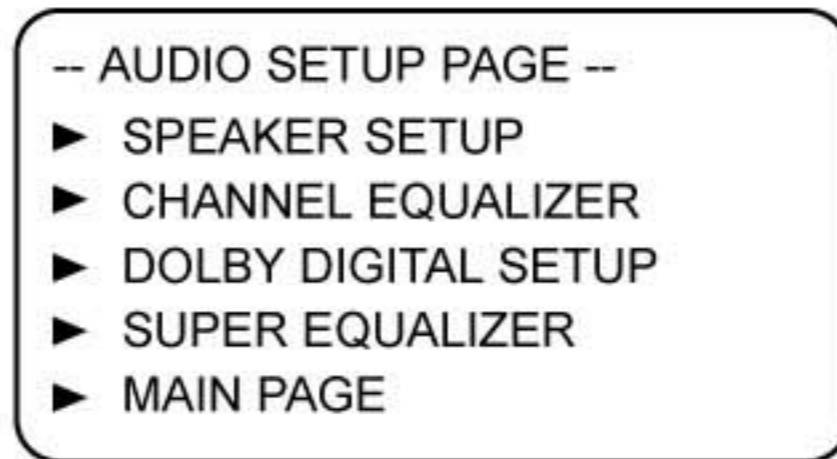 -- AUDIO SETUP PAGE --
► SPEAKER SETUP
► CHANNEL EQUALIZER
► DOLBY DIGITAL SETUP
► SUPER EQUALIZER
► MAIN PAGE